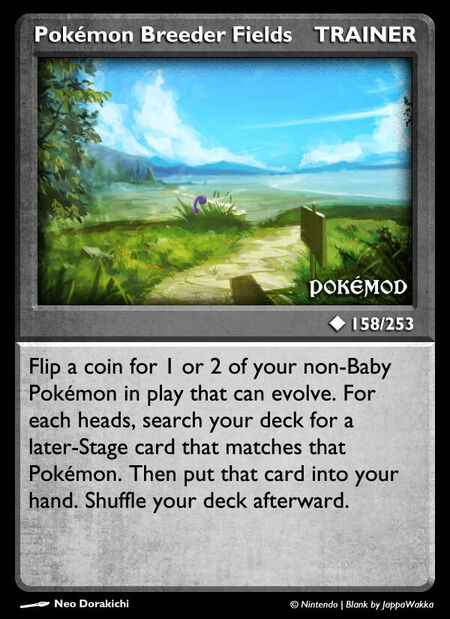 Pokémon Breeder Fields TRAINER
POKÉMOD
◆ 158/253
Flip a coin for 1 or 2 of your non-Baby
Pokémon in play that can evolve. For
each heads, search your deck for a
later-Stage card that matches that
Pokémon. Then put that card into your
hand. Shuffle your deck afterward.
Neo Dorakichi © Nintendo | Blank by JappaWakka